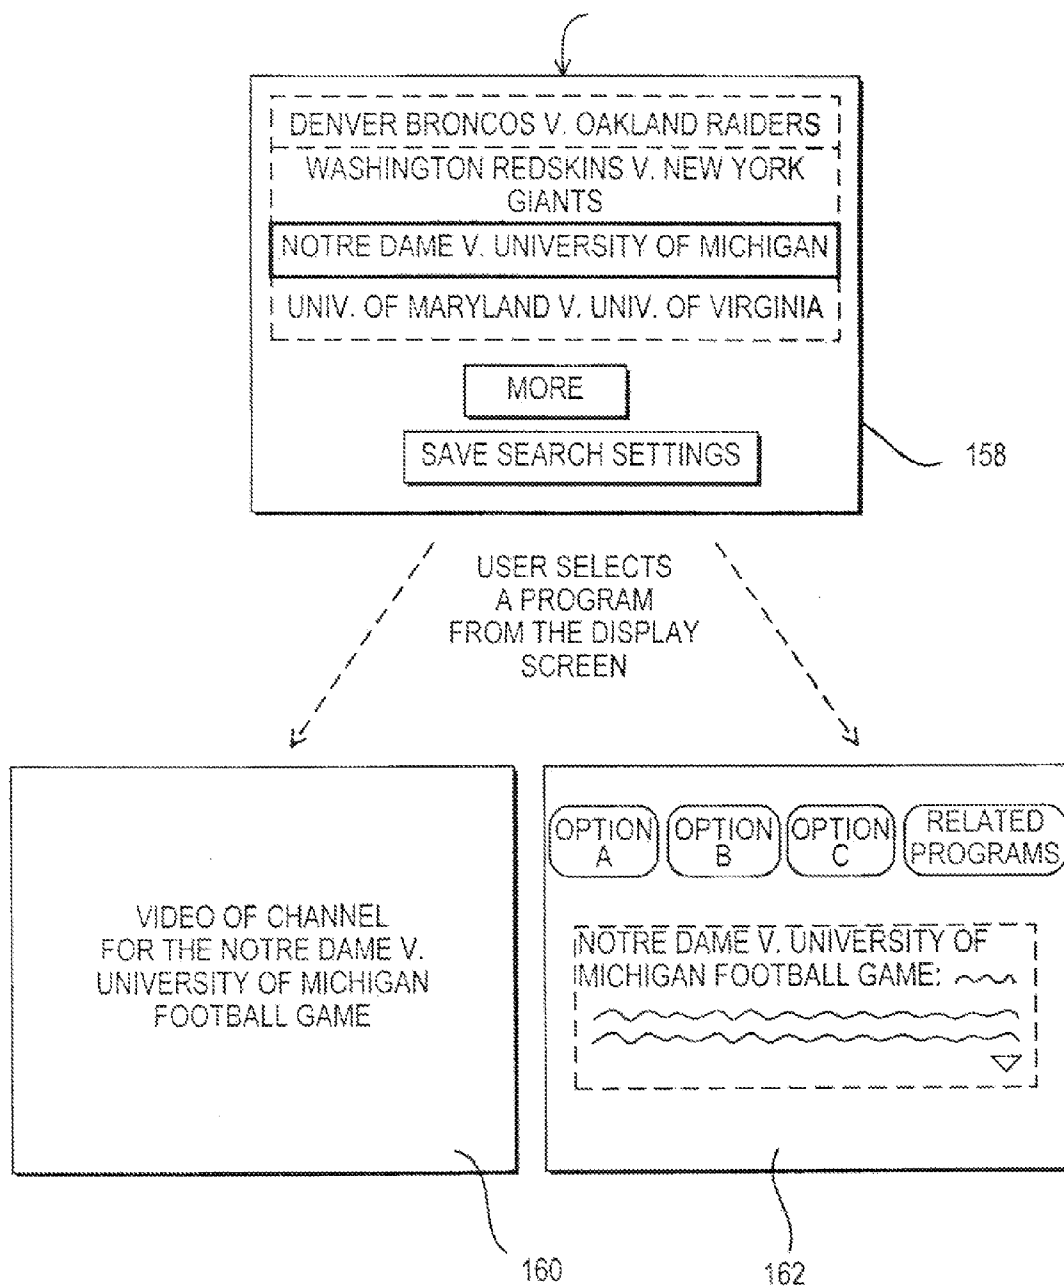 DENVER BRONCOS V. OAKLAND RAIDERS
WASHINGTON REDSKINS V. NEW YORK
GIANTS
NOTRE DAME V. UNIVERSITY OF MICHIGAN
UNIV. OF MARYLAND V. UNIV. OF VIRGINIA
MORE
SAVE SEARCH SETTINGS
158
USER SELECTS
A PROGRAM
FROM THE DISPLAY
SCREEN
VIDEO OF CHANNEL
FOR THE NOTRE DAME V.
UNIVERSITY OF MICHIGAN
FOOTBALL GAME
160
OPTION
A
OPTION
B
OPTION
C
RELATED
PROGRAMS
NOTRE DAME V. UNIVERSITY OF
MICHIGAN FOOTBALL GAME:
162